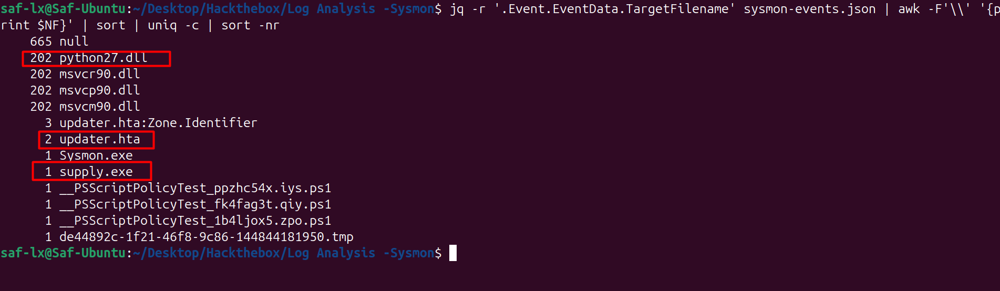 saf-lx@Saf-Ubuntu:~/Desktop/Hackthebox/Log Analysis -Sysmon$ jq -r '.Event.EventData.TargetFilename' sysmon-events.json | awk -F'\\' '{p
rint $NF}' | sort | uniq -c | sort -nr
665 null
202 python27.dll
202 msvcr90.dll
202 msvcp90.dll
202 msvcm90.dll
3 updater.hta:Zone.Identifier
2 updater.hta
1 Sysmon.exe
1 supply.exe
1 __PSScriptPolicyTest_ppzhc54x.iys.ps1
1 __PSScriptPolicyTest_fk4fag3t.qiy.ps1
1 __PSScriptPolicyTest_1b4ljox5.zpo.ps1
1 de44892c-1f21-46f8-9c86-144844181950.tmp
saf-lx@Saf-Ubuntu:~/Desktop/Hackthebox/Log Analysis -Sysmon$